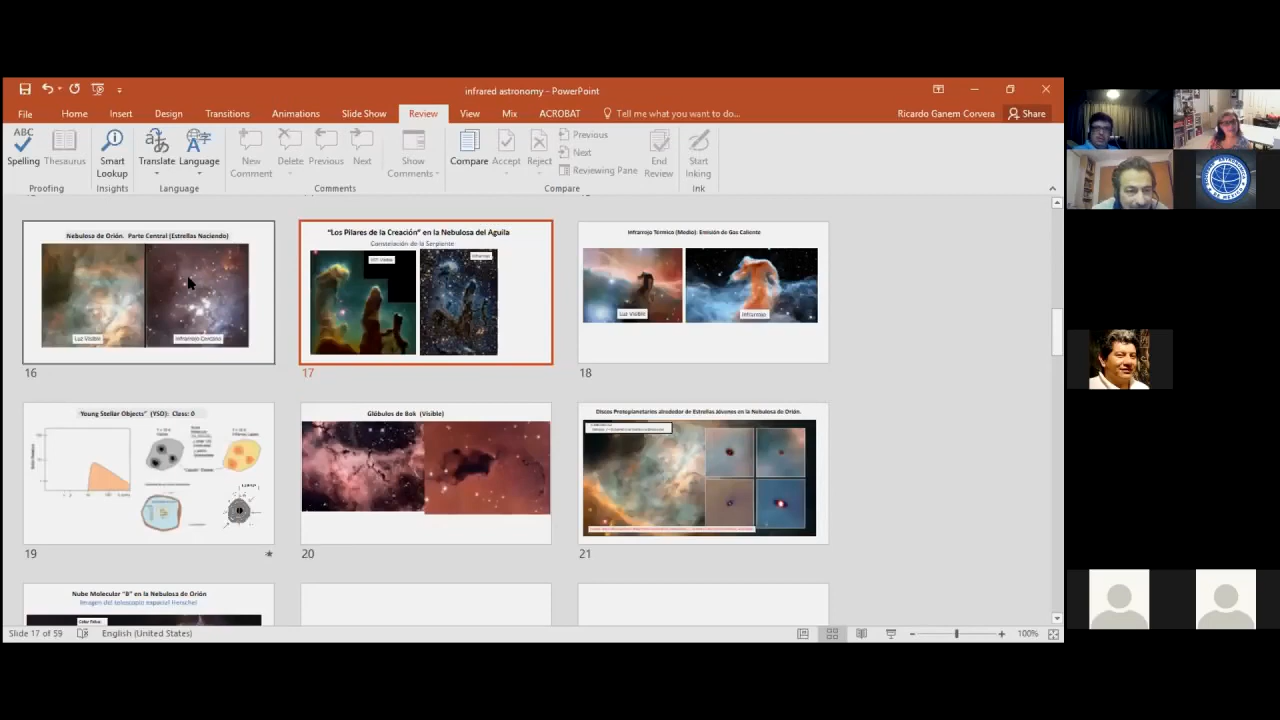 infrared astronomy - PowerPoint
File Home Insert Design Transitions Animations Slide Show Review View Mix ACROBAT Tell me what you want to do... Ricardo Ganem Corvera Share
ABC
Spelling
Thesaurus
Proofing
Smart Lookup
Insights
Translate
Language
Language
New Comment
Delete
Previous
Next
Show Comments
Comments
Compare
Accept
Reject
Previous
Next
Reviewing Pane
End Review
Compare
Start Inking
Ink
Nebulosa de Orión. Parte Central (Estrellas Naciendo)
Luz Visible
Infrarrojo Cercano
16
"Los Pilares de la Creación" en la Nebulosa del Aguila
Constelación de la Serpiente
Infrarrojo
17
Infrarrojo Térmico (Medio): Emisión de Gas Caliente
Luz Visible
Infrarrojo
18
Young Stellar Objects" (YSO): Class: 0
19
Glóbulos de Bok (Visible)
20
Discos Protoplanetarios alrededor de Estrellas Jóvenes en la Nebulosa de Orión.
21
Nube Molecular "B" en la Nebulosa de Orión
Imagen del telescopio espacial Herschel
Slide 17 of 59
English (United States)
100%